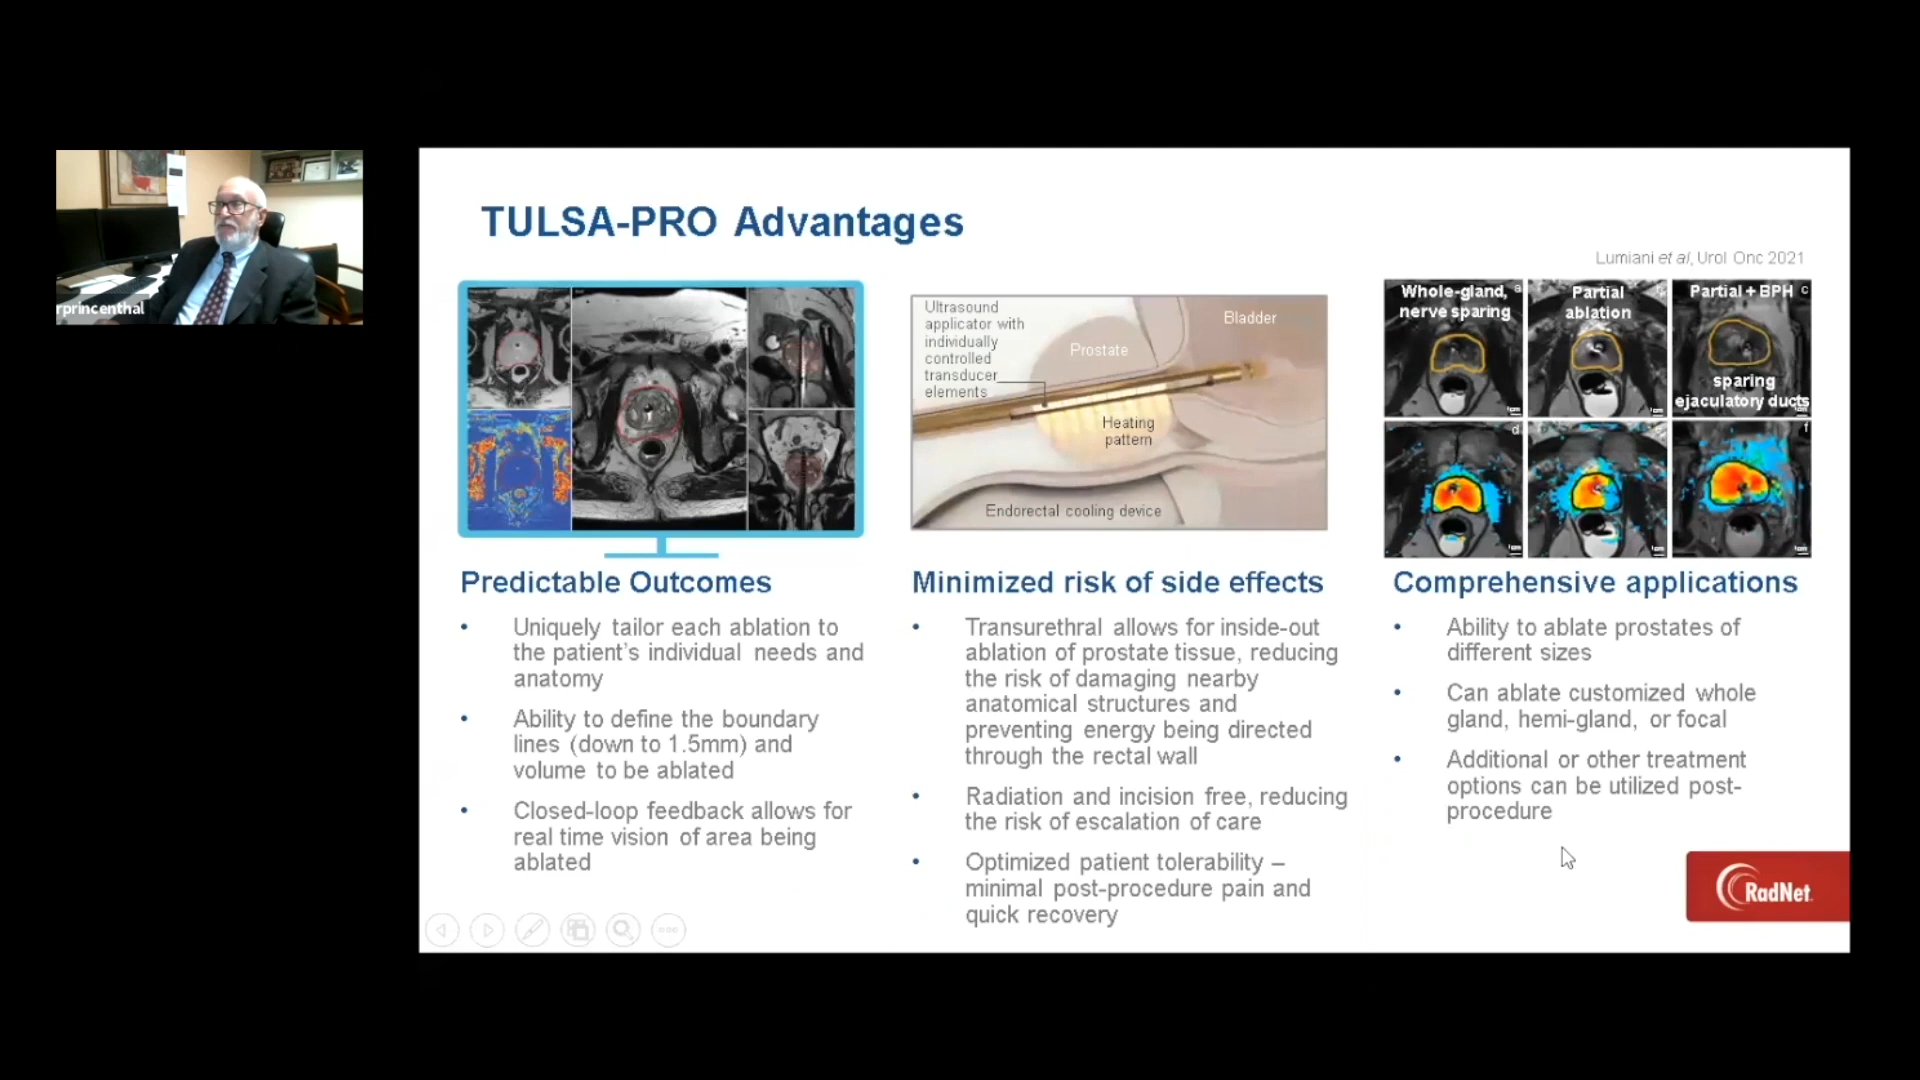 rprincenthal
TULSA-PRO Advantages
Lumiani et al, Urol Onc 2021
Ultrasound
applicator with
individually
controlled
transducer
elements
Prostate
Bladder
Heating
pattern
Endorectal cooling device
Whole-gland,
nerve sparing
a
Partial
ablation
Partial + BPH
c
sparing
ejaculatory ducts
d
f
Predictable Outcomes
• Uniquely tailor each ablation to
the patient's individual needs and
anatomy
• Ability to define the boundary
lines (down to 1.5mm) and
volume to be ablated
• Closed-loop feedback allows for
real time vision of area being
ablated
Minimized risk of side effects
• Transurethral allows for inside-out
ablation of prostate tissue, reducing
the risk of damaging nearby
anatomical structures and
preventing energy being directed
through the rectal wall
• Radiation and incision free, reducing
the risk of escalation of care
• Optimized patient tolerability –
minimal post-procedure pain and
quick recovery
Comprehensive applications
• Ability to ablate prostates of
different sizes
• Can ablate customized whole
gland, hemi-gland, or focal
• Additional or other treatment
options can be utilized post-
procedure
RadNet